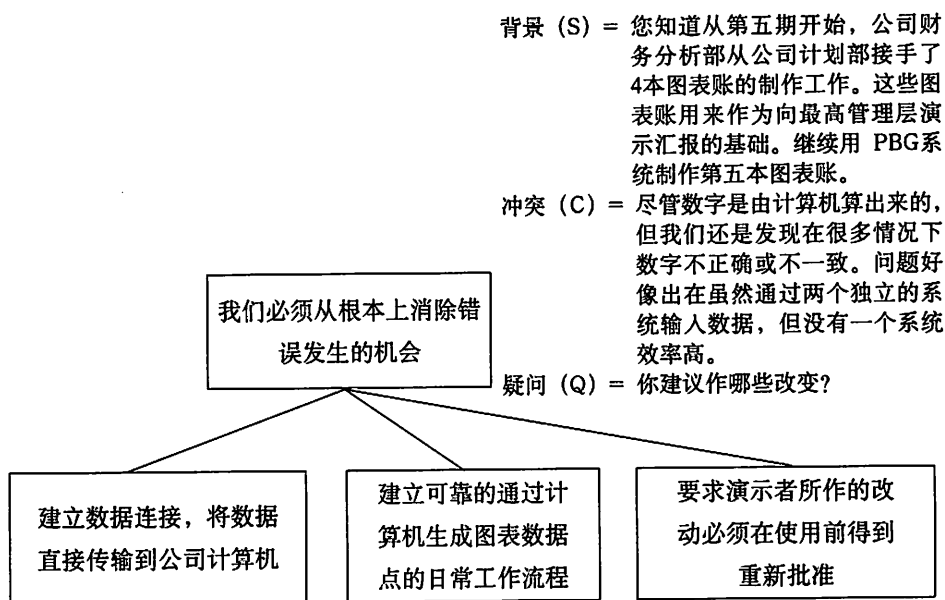 背景（S）= 您知道从第五期开始，公司财
务分析部从公司计划部接手了
4本图表账的制作工作。这些图
表账用来作为向最高管理层演
示汇报的基础。继续用 PBG系
统制作第五本图表账。
冲突（C）= 尽管数字是由计算机算出来的，
但我们还是发现在很多情况下
数字不正确或不一致。问题好
像出在虽然通过两个独立的系
统输入数据，但没有一个系统
效率高。
疑问（Q）= 你建议作哪些改变？
我们必须从根本上消除错
误发生的机会
建立数据连接，将数据
直接传输到公司计算机
建立可靠的通过计
算机生成图表数据
点的日常工作流程
要求演示者所作的改
动必须在使用前得到
重新批准